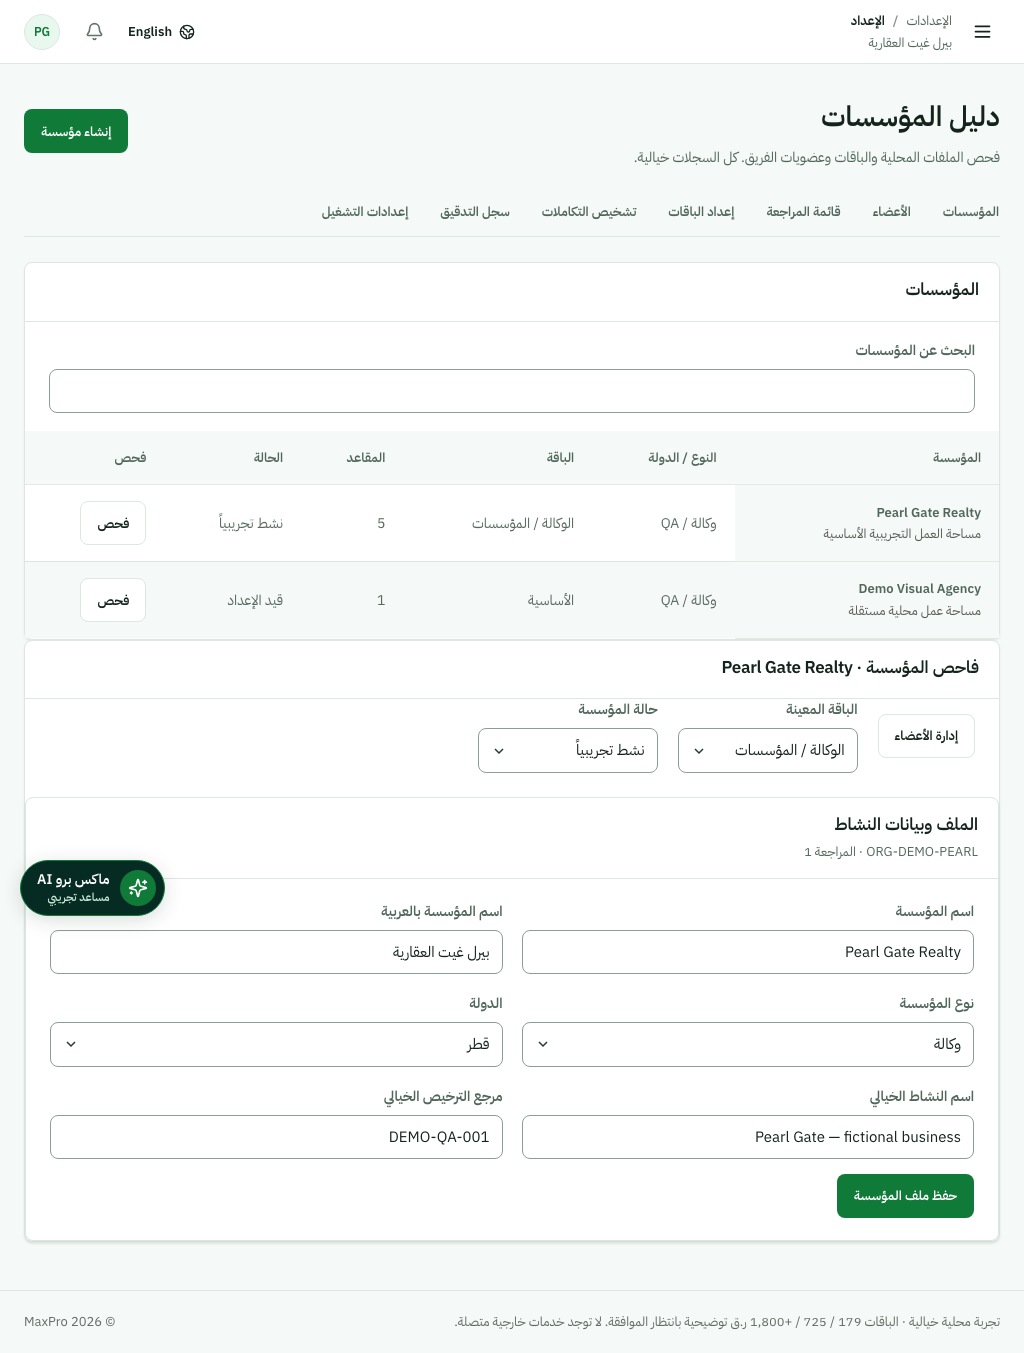 الإعدادات / الإعداد
بيرل غيت العقارية
English
PG
دليل المؤسسات
فحص الملفات المحلية والباقات وعضويات الفريق. كل السجلات خيالية.
إنشاء مؤسسة
المؤسسات الأعضاء قائمة المراجعة إعداد الباقات تشخيص التكاملات سجل التدقيق إعدادات التشغيل
المؤسسات
البحث عن المؤسسات
المؤسسة النوع / الدولة الباقة المقاعد الحالة فحص
Pearl Gate Realty
مساحة العمل التجريبية الأساسية
وكالة / QA الوكالة / المؤسسات 5 نشط تجريبياً فحص
Demo Visual Agency
مساحة عمل محلية مستقلة
وكالة / QA الأساسية 1 قيد الإعداد فحص
فاحص المؤسسة · Pearl Gate Realty
إدارة الأعضاء
الباقة المعينة
الوكالة / المؤسسات
حالة المؤسسة
نشط تجريبياً
الملف وبيانات النشاط
ORG-DEMO-PEARL · المراجعة 1
ماكس برو AI
مساعد تجريبي
اسم المؤسسة
Pearl Gate Realty
اسم المؤسسة بالعربية
بيرل غيت العقارية
نوع المؤسسة
وكالة
الدولة
قطر
اسم النشاط الخيالي
Pearl Gate — fictional business
مرجع الترخيص الخيالي
DEMO-QA-001
حفظ ملف المؤسسة
تجربة محلية خيالية · الباقات 179 / 725 / +1,800 ر.ق توضيحية بانتظار الموافقة. لا توجد خدمات خارجية متصلة.
© 2026 MaxPro